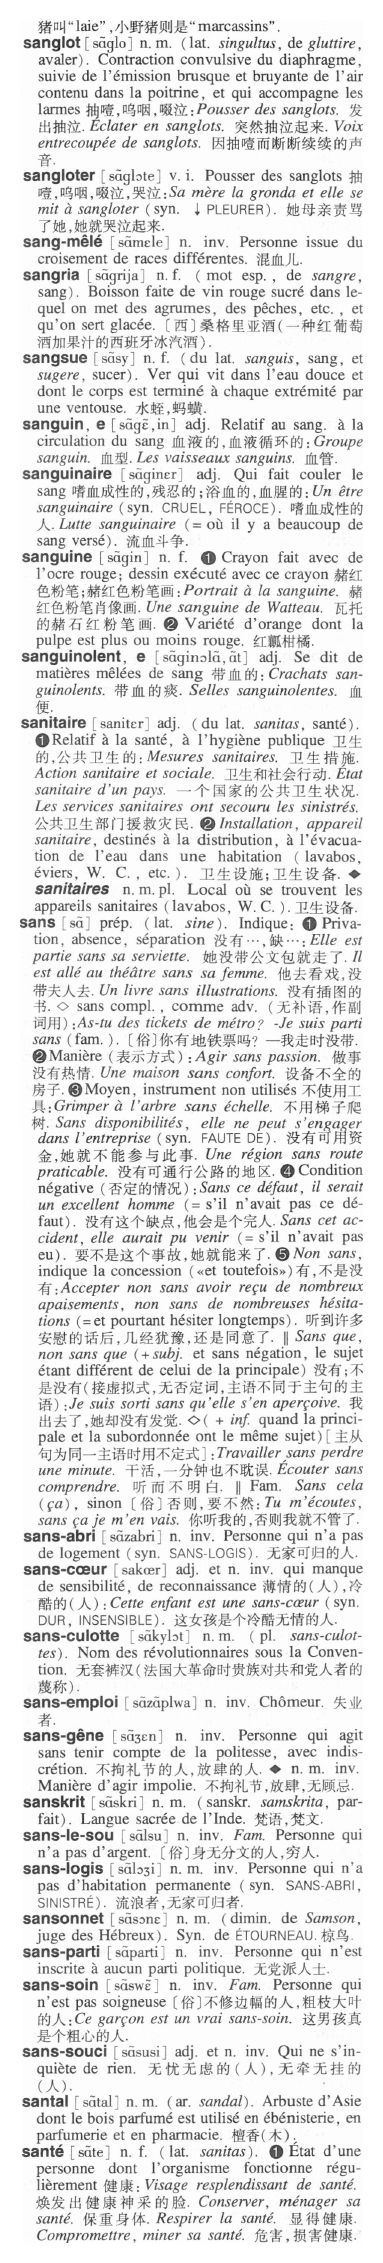 猪叫“laie”,小野猪则是“marcassins”.
sanglot [sɑ̃glo] n. m. (lat. singultus, de gluttire,
avaler). Contraction convulsive du diaphragme,
suivie de l'émission brusque et bruyante de l'air
contenu dans la poitrine, et qui accompagne les
larmes 抽噎,呜咽,啜泣:Pousser des sanglots. 发
出抽泣. Éclater en sanglots. 突然抽泣起来. Voix
entrecoupée de sanglots. 因抽噎而断断续续的声
音.
sangloter [sɑ̃glɔte] v. i. Pousser des sanglots 抽
噎,呜咽,啜泣,哭泣:Sa mère la gronda et elle se
mit à sangloter (syn. ↓ PLEURER). 她母亲责骂
了她,她就哭泣起来.
sang-mêlé [sɑ̃mele] n. inv. Personne issue du
croisement de races différentes. 混血儿.
sangria [sɑ̃grija] n. f. (mot esp., de sangre,
sang). Boisson faite de vin rouge sucré dans le-
quel on met des agrumes, des pêches, etc., et
qu'on sert glacée. 〔西〕桑格里亚酒(一种红葡萄
酒加果汁的西班牙冰汽酒).
sangsue [sɑ̃sy] n. f. (du lat. sanguis, sang, et
sugere, sucer). Ver qui vit dans l'eau douce et
dont le corps est terminé à chaque extrémité par
une ventouse. 水蛭,蚂蟥.
sanguin, e [sɑ̃gɛ̃,in] adj. Relatif au sang. à la
circulation du sang 血液的,血液循环的:Groupe
sanguin. 血型. Les vaisseaux sanguins. 血管.
sanguinaire [sɑ̃ginɛr] adj. Qui fait couler le
sang 嗜血成性的,残忍的;浴血的,血腥的:Un être
sanguinaire (syn. CRUEL, FÉROCE). 嗜血成性的
人. Lutte sanguinaire (= où il y a beaucoup de
sang versé). 流血斗争.
sanguine [sɑ̃gin] n. f. ❶ Crayon fait avec de
l'ocre rouge; dessin exécuté avec ce crayon 赭红
色粉笔;赭红色粉笔画:Portrait à la sanguine. 赭
红色粉笔肖像画. Une sanguine de Watteau. 瓦托
的赭石红粉笔画. ❷ Variété d'orange dont la
pulpe est plus ou moins rouge. 红瓤柑橘.
sanguinolent, e [sɑ̃ginɔlɑ̃,ɑ̃t] adj. Se dit de
matières mêlées de sang 带血的:Crachats san-
guinolents. 带血的痰. Selles sanguinolentes. 血
便.
sanitaire [sanitɛr] adj. (du lat. sanitas, santé).
❶Relatif à la santé, à l'hygiène publique 卫生
的,公共卫生的:Mesures sanitaires. 卫生措施.
Action sanitaire et sociale. 卫生和社会行动. État
sanitaire d'un pays. 一个国家的公共卫生状况.
Les services sanitaires ont secouru les sinistrés.
公共卫生部门援救灾民. ❷ Installation, appareil
sanitaire, destinés à la distribution, à l'évacua-
tion de l'eau dans une habitation (lavabos,
éviers, W. C., etc.). 卫生设施;卫生设备. ◆
sanitaires n. m. pl. Local où se trouvent les
appareils sanitaires (lavabos, W. C.). 卫生设备.
sans [sɑ̃] prép. (lat. sine). Indique: ❶ Priva-
tion, absence, séparation 没有…,缺…: Elle est
partie sans sa serviette. 她没带公文包就走了. Il
est allé au théâtre sans sa femme. 他去看戏,没
带夫人去. Un livre sans illustrations. 没有插图的
书. ◇ sans compl., comme adv. (无补语,作副
词用):As-tu des tickets de métro? -Je suis parti
sans (fam.). 〔俗〕你有地铁票吗? —我走时没带.
❷Manière (表示方式):Agir sans passion. 做事
没有热情. Une maison sans confort. 设备不全的
房子. ❸Moyen, instrument non utilisés 不使用工
具:Grimper à l'arbre sans échelle. 不用梯子爬
树. Sans disponibilités, elle ne peut s'engager
dans l'entreprise (syn. FAUTE DE). 没有可用资
金,她就不能参与此事. Une région sans route
praticable. 没有可通行公路的地区. ❹ Condition
négative (否定的情况):Sans ce défaut, il serait
un excellent homme (= s'il n'avait pas ce dé-
faut). 没有这个缺点,他会是个完人. Sans cet ac-
cident, elle aurait pu venir (= s'il n'avait pas
eu). 要不是这个事故,她就能来了. ❺ Non sans,
indique la concession («et toutefois») 有,不是没
有:Accepter non sans avoir reçu de nombreux
apaisements, non sans de nombreuses hésita-
tions (=et pourtant hésiter longtemps). 听到许多
安慰的话后,几经犹豫,还是同意了. ‖ Sans que,
non sans que (+subj. et sans négation, le sujet
étant différent de celui de la principale) 没有;不
是没有(接虚拟式,无否定词,主语不同于主句的主
语):Je suis sorti sans qu'elle s'en aperçoive. 我
出去了,她却没有发觉. ◇(+ inf. quand la princi-
pale et la subordonnée ont le même sujet)[主从
句为同一主语时用不定式]:Travailler sans perdre
une minute. 干活,一分钟也不耽误. Écouter sans
comprendre. 听而不明白. ‖ Fam. Sans cela
(ça), sinon 〔俗〕否则,要不然: Tu m'écoutes,
sans ça je m'en vais. 你听我的,否则我就不管了.
sans-abri [sɑ̃zabri] n. inv. Personne qui n'a pas
de logement (syn. SANS-LOGIS). 无家可归的人.
sans-cœur [sakœr] adj. et n. inv. qui manque
de sensibilité, de reconnaissance 薄情的(人),冷
酷的(人):Cette enfant est une sans-cœur (syn.
DUR, INSENSIBLE). 这女孩是个冷酷无情的人.
sans-culotte [sɑ̃kylɔt] n. m. (pl. sans-culot-
tes). Nom des révolutionnaires sous la Conven-
tion. 无套裤汉(法国大革命时贵族对共和党人者的
蔑称).
sans-emploi [sɑ̃zɑ̃plwa] n. inv. Chômeur. 失业
者.
sans-gêne [sɑ̃ʒɛn] n. inv. Personne qui agit
sans tenir compte de la politesse, avec indis-
crétion. 不拘礼节的人,放肆的人. ◆ n. m. inv.
Manière d'agir impolie. 不拘礼节,放肆,无顾忌.
sanskrit [sɑ̃skri] n. m. (sanskr. samskrita, par-
fait). Langue sacrée de l'Inde. 梵语,梵文.
sans-le-sou [sɑ̃lsu] n. inv. Fam. Personne qui
n'a pas d'argent. 〔俗〕身无分文的人,穷人.
sans-logis [sɑ̃lɔʒi] n. m. inv. Personne qui n'a
pas d'habitation permanente (syn. SANS-ABRI,
SINISTRÉ). 流浪者,无家可归者.
sansonnet [sɑ̃sɔnɛ] n. m. (dimin. de Samson,
juge des Hébreux). Syn. de ÉTOURNEAU. 椋鸟.
sans-parti [sɑ̃parti] n. inv. Personne qui n'est
inscrite à aucun parti politique. 无党派人士.
sans-soin [sɑ̃swɛ̃] n. inv. Fam. Personne qui
n'est pas soigneuse 〔俗〕不修边幅的人,粗枝大叶
的人:Ce garçon est un vrai sans-soin. 这男孩真
是个粗心的人.
sans-souci [sɑ̃susi] adj. et n. inv. Qui ne s'in-
quiète de rien. 无忧无虑的(人),无牵无挂的
(人).
santal [sɑ̃tal] n. m. (ar. sandal). Arbuste d'Asie
dont le bois parfumé est utilisé en ébénisterie, en
parfumerie et en pharmacie. 檀香(木).
santé [sɑ̃te] n. f. (lat. sanitas). ❶ État d'une
personne dont l'organisme fonctionne régu-
lièrement 健康: Visage resplendissant de santé.
焕发出健康神采的脸. Conserver, ménager sa
santé. 保重身体. Respirer la santé. 显得健康.
Compromettre, miner sa santé. 危害,损害健康.